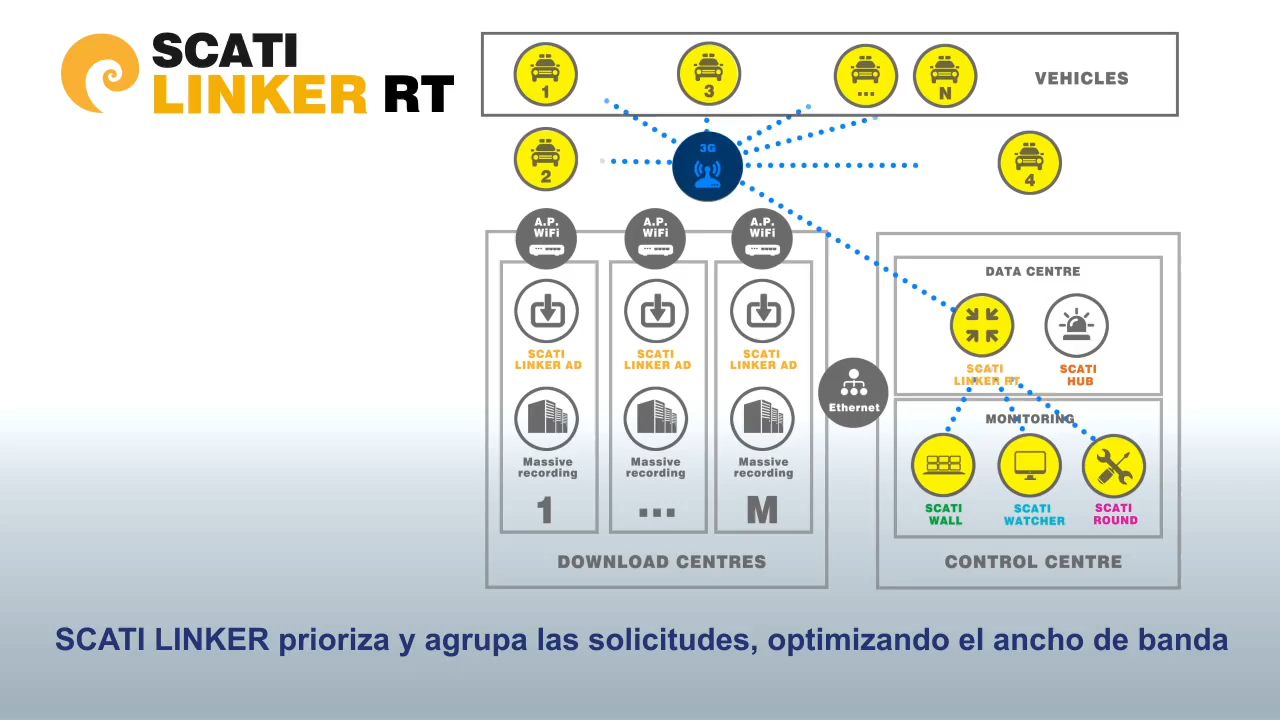 SCATI
LINKER RT
1
3
...
N
VEHICLES
2
3G
4
A.P.
WiFi
A.P.
WiFi
A.P.
WiFi
SCATI
LINKER AD
SCATI
LINKER AD
SCATI
LINKER AD
Massive
recording
Massive
recording
Massive
recording
1
...
M
DOWNLOAD CENTRES
Ethernet
DATA CENTRE
SCATI
LINKER RT
SCATI
HUB
MONITORING
SCATI
WALL
SCATI
WATCHER
SCATI
ROUND
CONTROL CENTRE
SCATI LINKER prioriza y agrupa las solicitudes, optimizando el ancho de banda